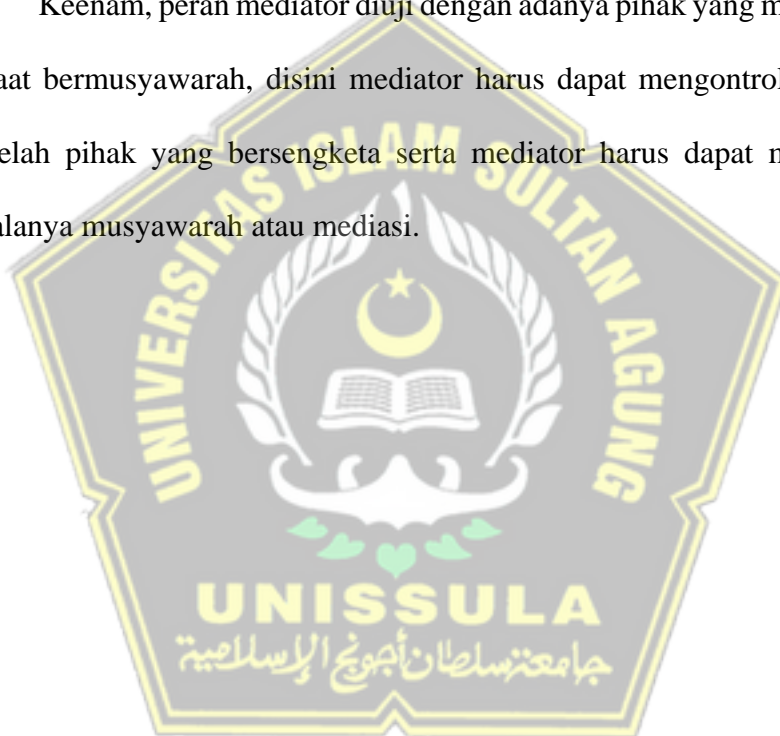 Keenam, peran mediator diuji dengan adanya pihak yang m
aat bermusyawarah, disini mediator harus dapat mengontrol
elah pihak yang bersengketa serta mediator harus dapat m
alanya musyawarah atau mediasi.
UNIVERSITAS ISLAM SULTAN AGUNG
UNISSULA
جامعتسلطان أجونج الإسلامية